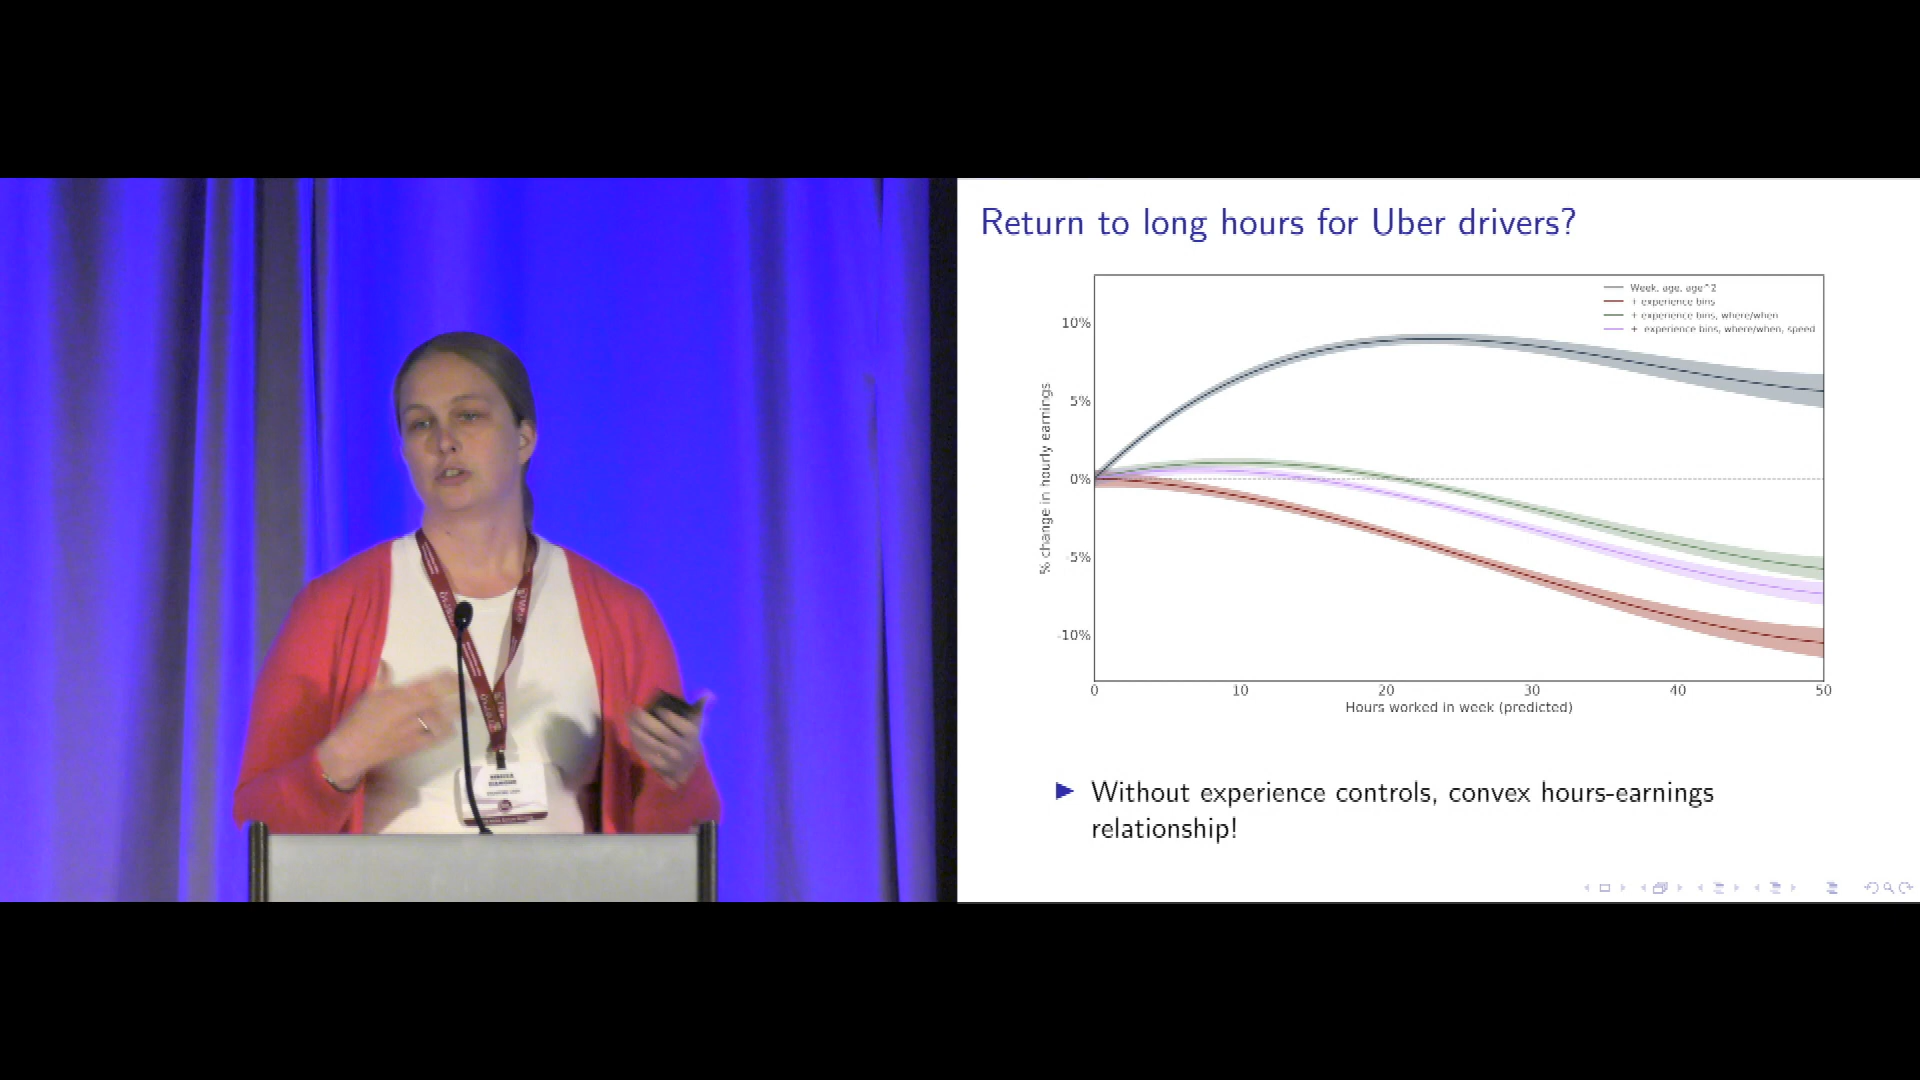 Return to long hours for Uber drivers?
Week, age, age^2
+ experience bins
+ experience bins, where/when
+ experience bins, where/when, speed
% change in hourly earnings
10%
5%
0%
-5%
-10%
0 10 20 30 40 50
Hours worked in week (predicted)
Without experience controls, convex hours-earnings
relationship!
REBECCA
DIAMOND